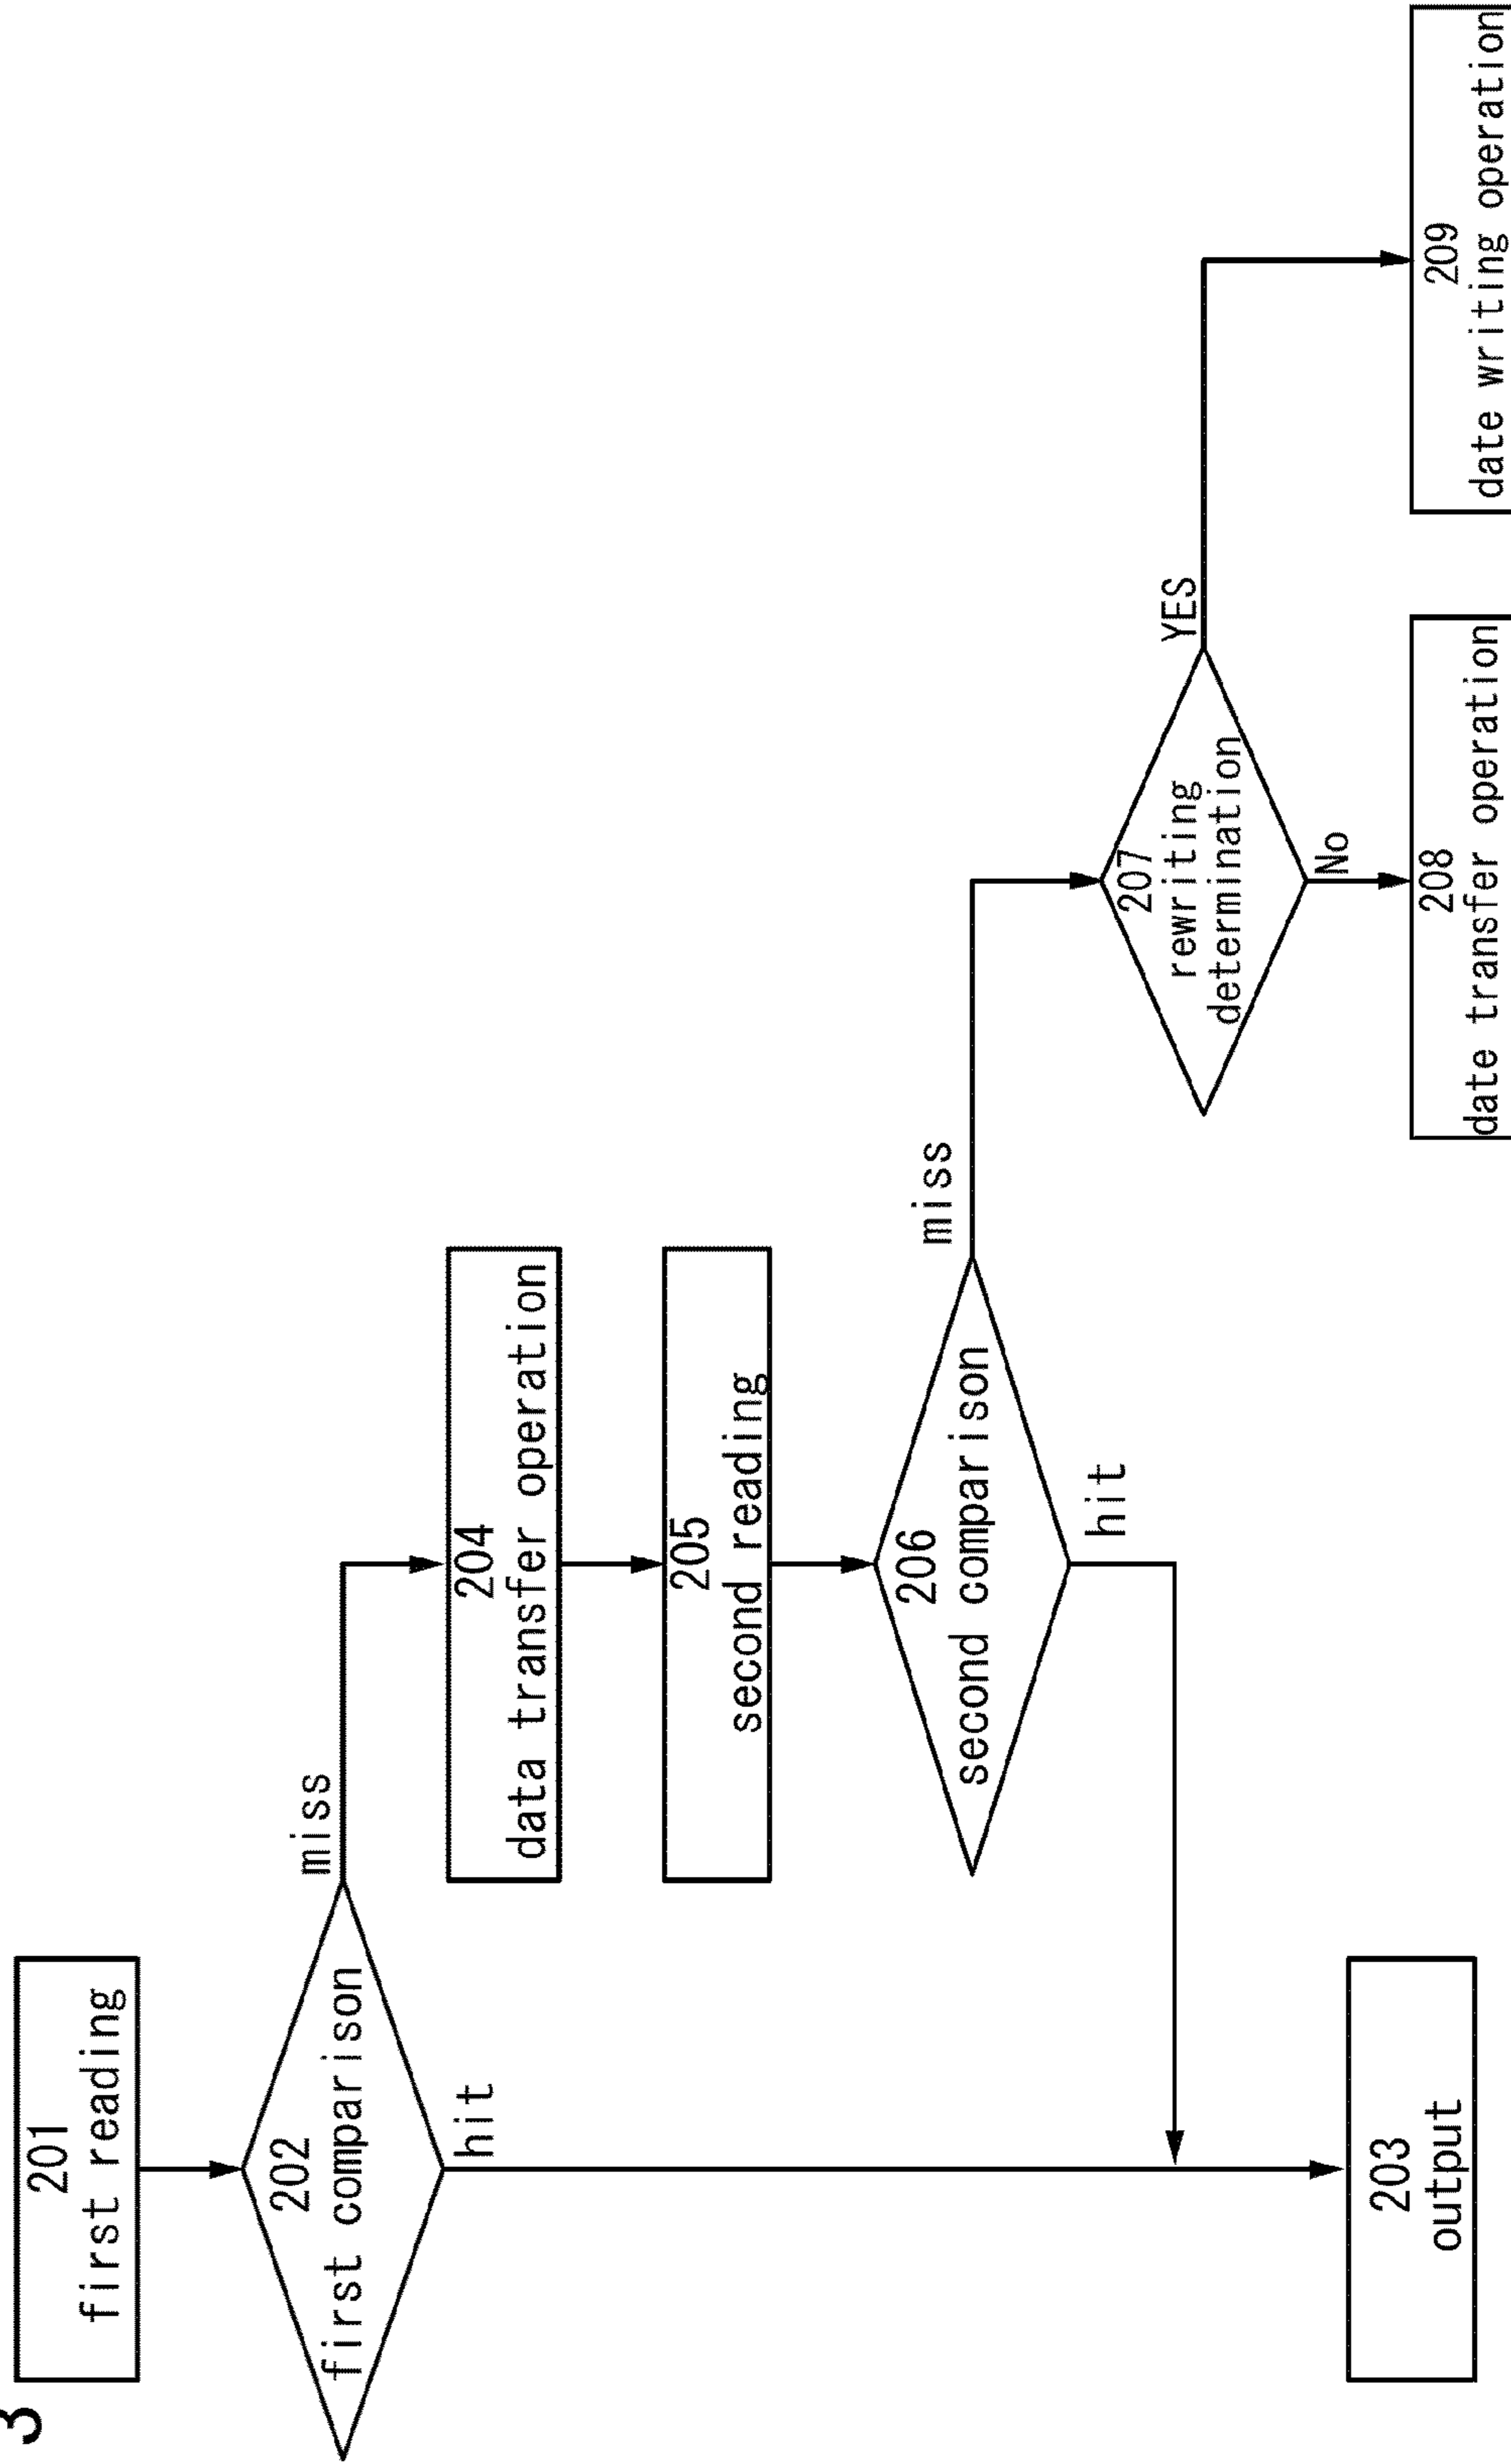 3
201
first reading
202
first comparison
miss
hit
204
data transfer operation
205
second reading
206
second comparison
miss
hit
203
output
207
rewriting
determination
YES
No
208
date transfer operation
209
date writing operation